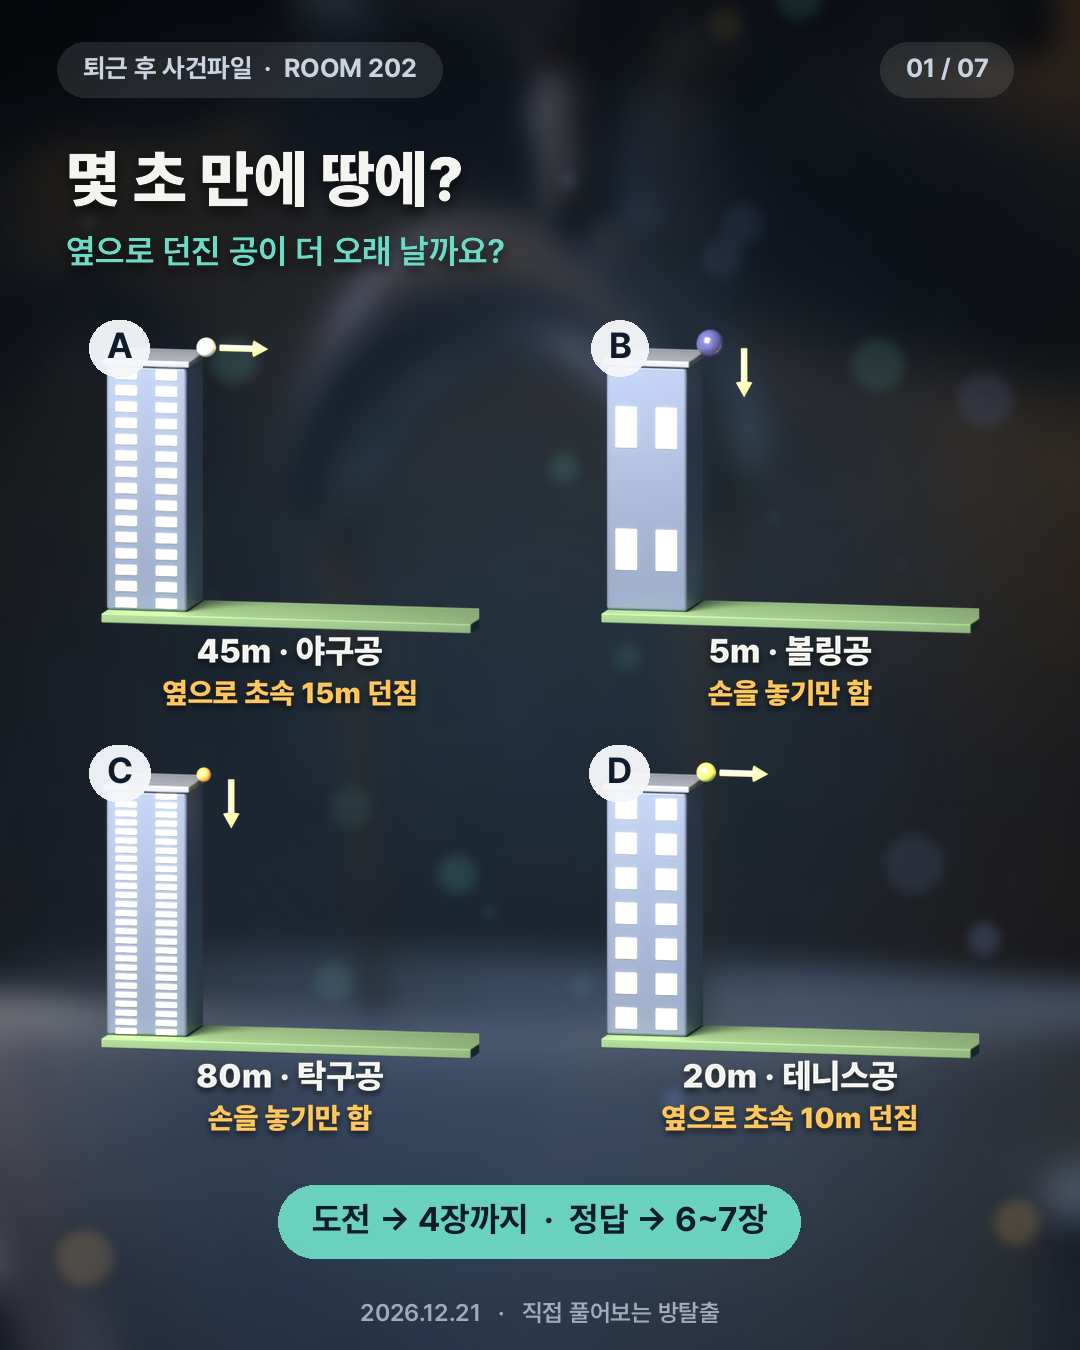 퇴근 후 사건파일 · ROOM 202
01 / 07
몇 초 만에 땅에?
옆으로 던진 공이 더 오래 날까요?
A
B
45m · 야구공
옆으로 초속 15m 던짐
5m · 볼링공
손을 놓기만 함
C
D
80m · 탁구공
손을 놓기만 함
20m · 테니스공
옆으로 초속 10m 던짐
도전 → 4장까지 · 정답 → 6~7장
2026.12.21 · 직접 풀어보는 방탈출